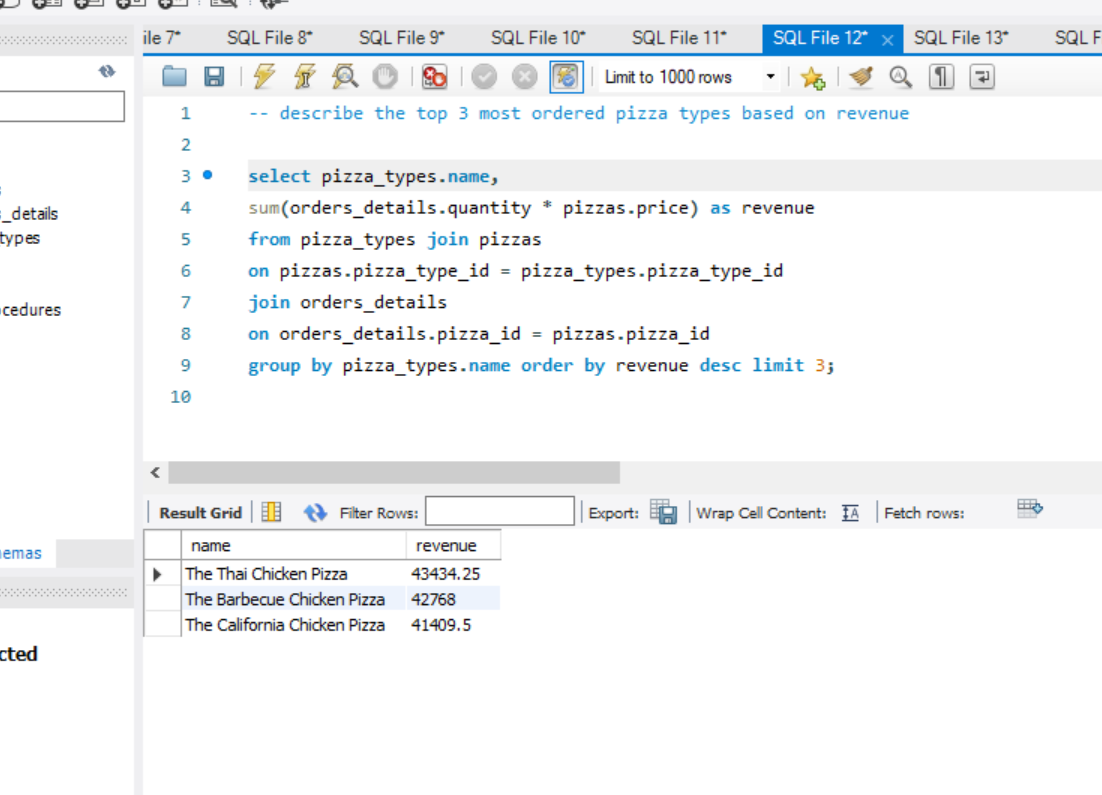 ile 7*   SQL File 8*   SQL File 9*   SQL File 10*   SQL File 11*   SQL File 12*   SQL File 13*   SQL F
Limit to 1000 rows
_details
types
ocedures
hemas
cted
1 -- describe the top 3 most ordered pizza types based on revenue
2
3 select pizza_types.name,
4 sum(orders_details.quantity * pizzas.price) as revenue
5 from pizza_types join pizzas
6 on pizzas.pizza_type_id = pizza_types.pizza_type_id
7 join orders_details
8 on orders_details.pizza_id = pizzas.pizza_id
9 group by pizza_types.name order by revenue desc limit 3;
10
Result Grid   Filter Rows:   Export:   Wrap Cell Content:   Fetch rows:
name   revenue
The Thai Chicken Pizza   43434.25
The Barbecue Chicken Pizza   42768
The California Chicken Pizza   41409.5